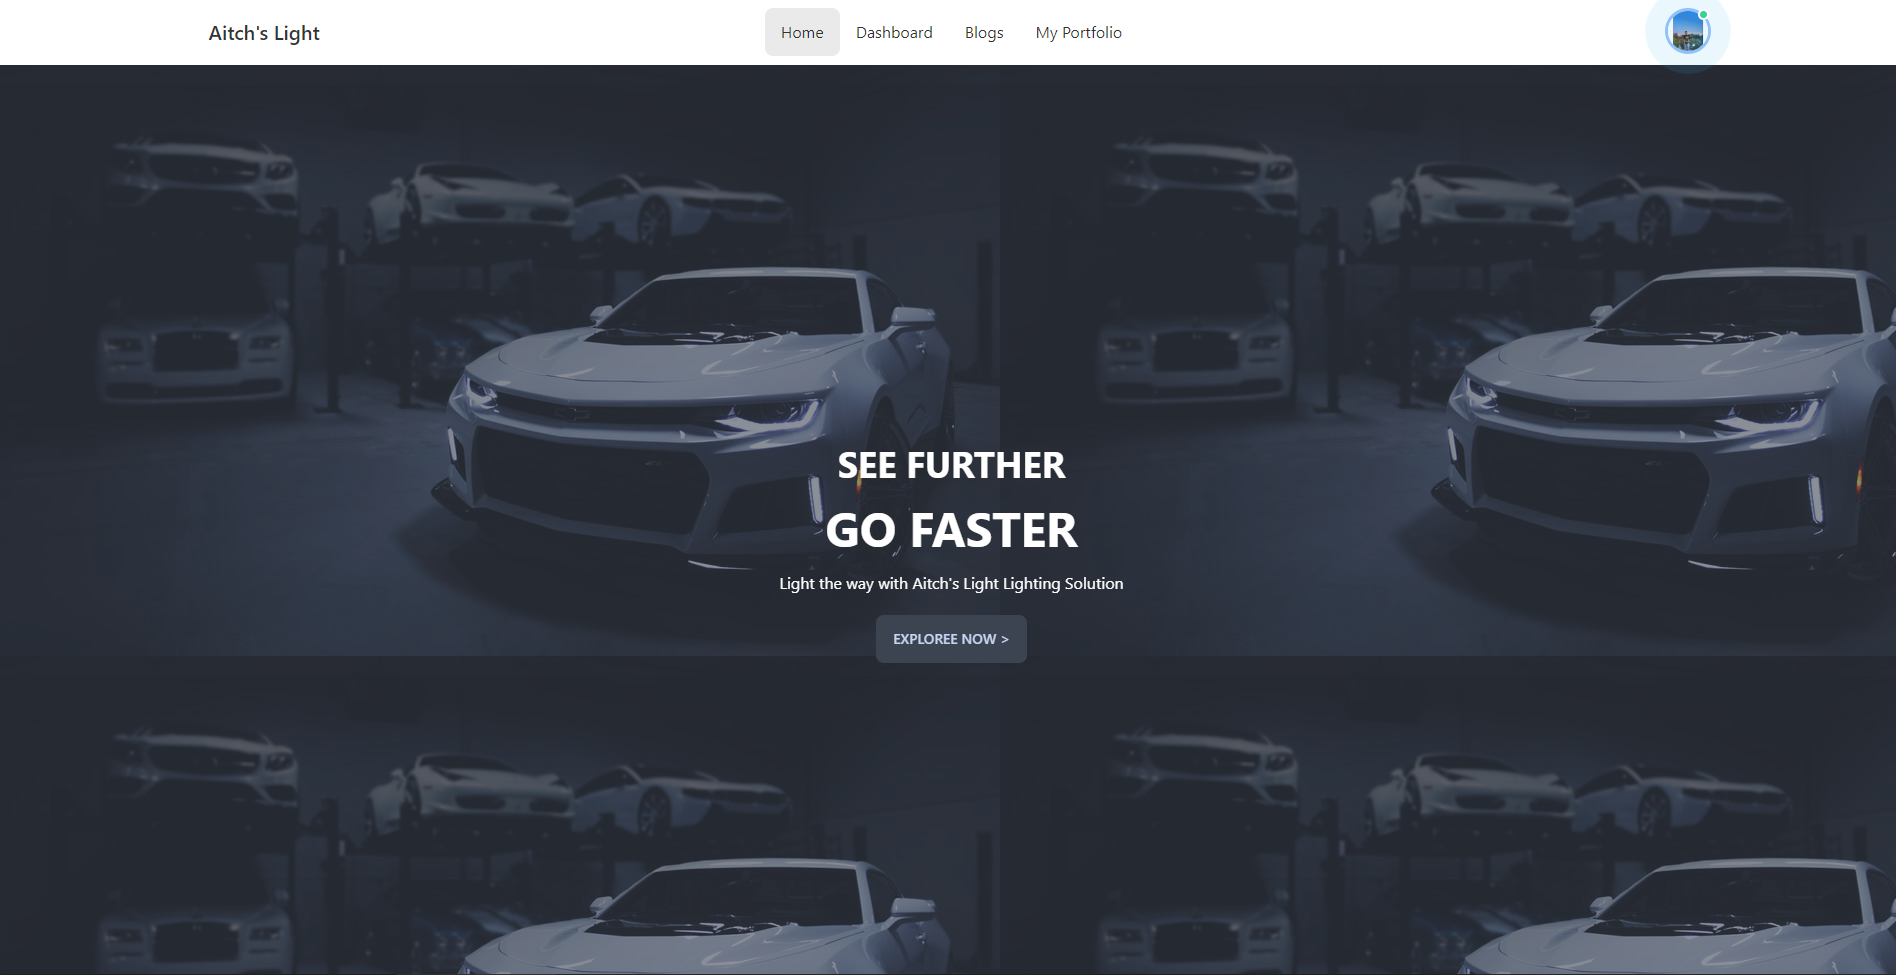 Aitch's Light
Home
Dashboard
Blogs
My Portfolio
SEE FURTHER
GO FASTER
Light the way with Aitch's Light Lighting Solution
EXPLOREE NOW >